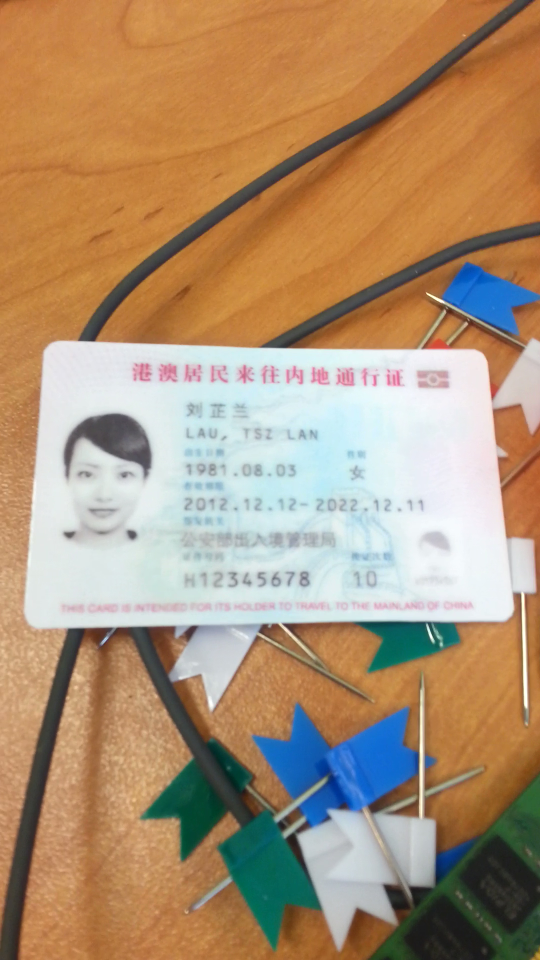 港澳居民来往内地通行证
刘芷兰
LAU, TSZ LAN
出生日期 性别
1981.08.03 女
有效期限
2012.12.12-2022.12.11
签发机关
公安部出入境管理局
证件号码 换证次数
H12345678 10
THIS CARD IS INTENDED FOR ITS HOLDER TO TRAVEL TO THE MAINLAND OF CHINA